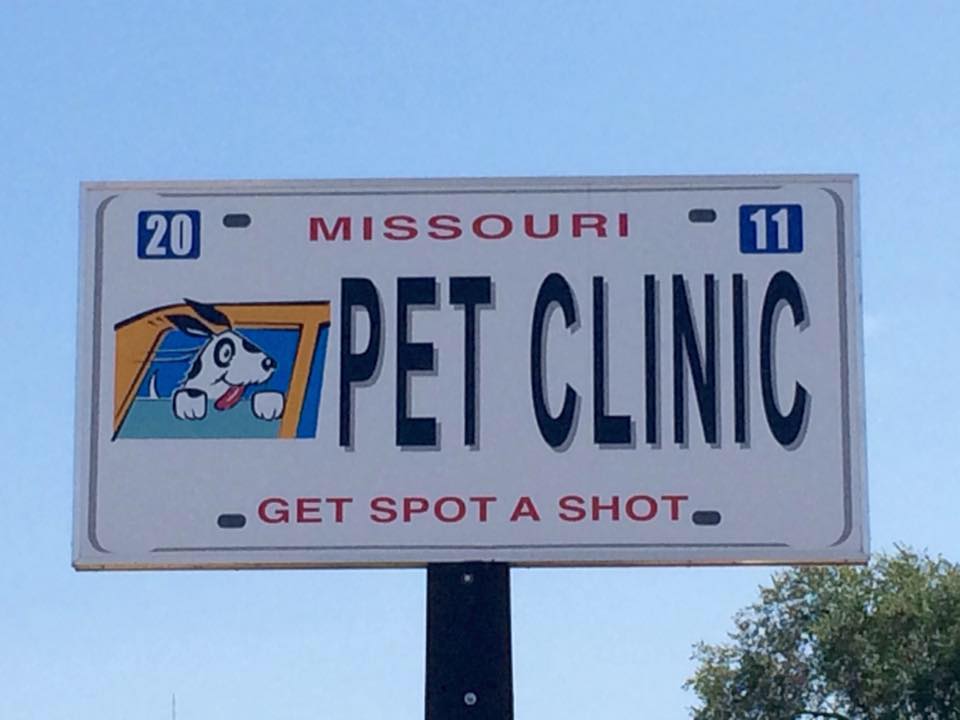 20 MISSOURI 11
PET CLINIC
GET SPOT A SHOT